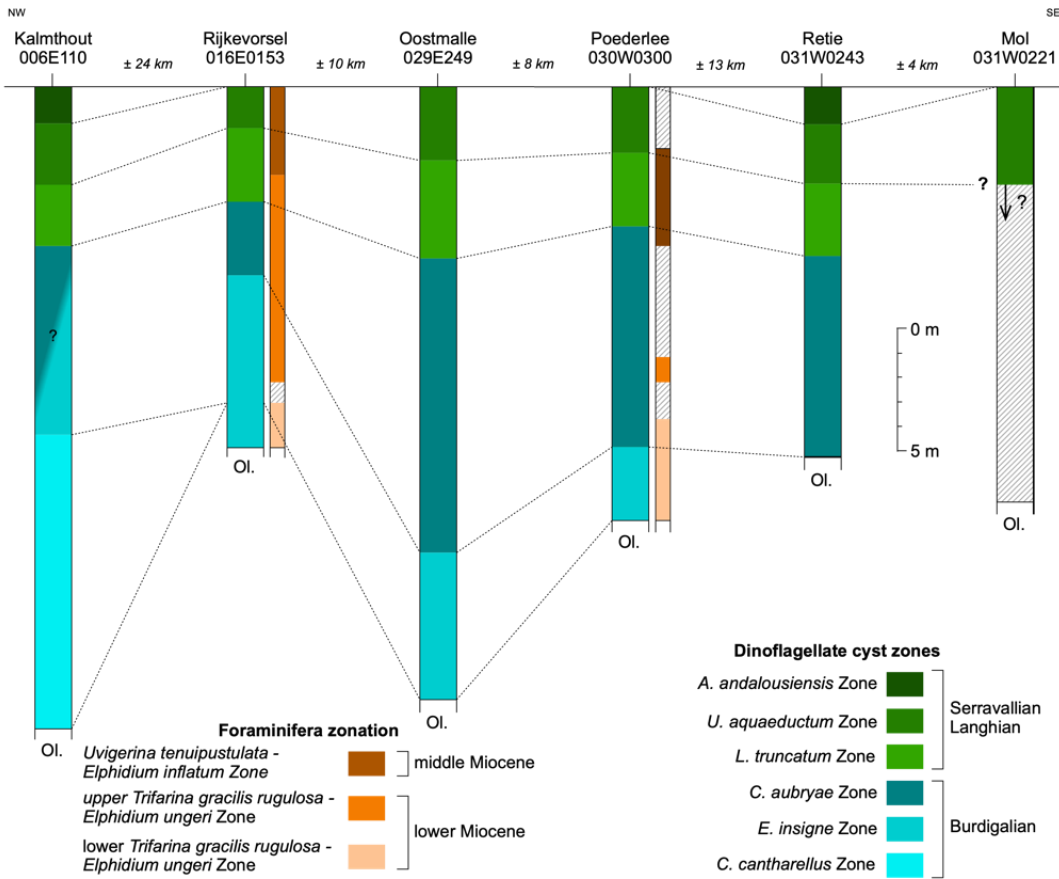 NW
SE
Kalmthout
006E110
± 24 km
Rijkevorsel
016E0153
± 10 km
Oostmalle
029E249
± 8 km
Poederlee
030W0300
± 13 km
Retie
031W0243
± 4 km
Mol
031W0221
?
?
?
0 m
5 m
Ol.
Ol.
Ol.
Ol.
Ol.
Ol.
Foraminifera zonation
Uvigerina tenuipustulata -
Elphidium inflatum Zone
middle Miocene
upper Trifarina gracilis rugulosa -
Elphidium ungeri Zone
lower Miocene
lower Trifarina gracilis rugulosa -
Elphidium ungeri Zone
Dinoflagellate cyst zones
A. andalousiensis Zone
U. aquaeductum Zone
L. truncatum Zone
Serravallian
Langhian
C. aubryae Zone
E. insigne Zone
C. cantharellus Zone
Burdigalian